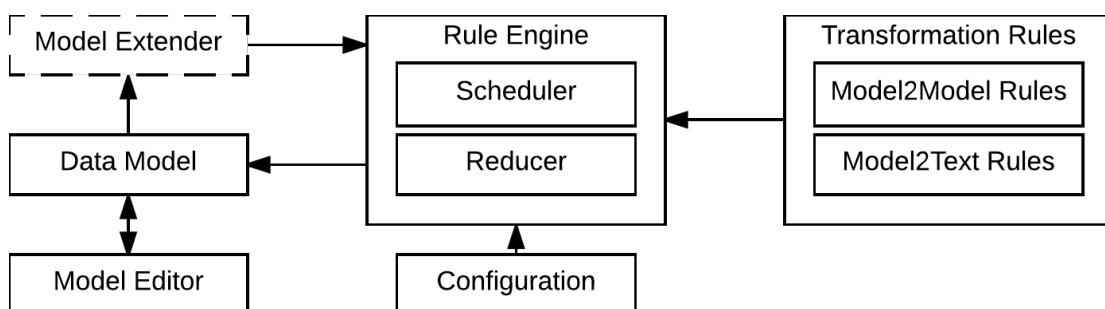 Model Extender
Data Model
Model Editor
Rule Engine
Scheduler
Reducer
Configuration
Transformation Rules
Model2Model Rules
Model2Text Rules